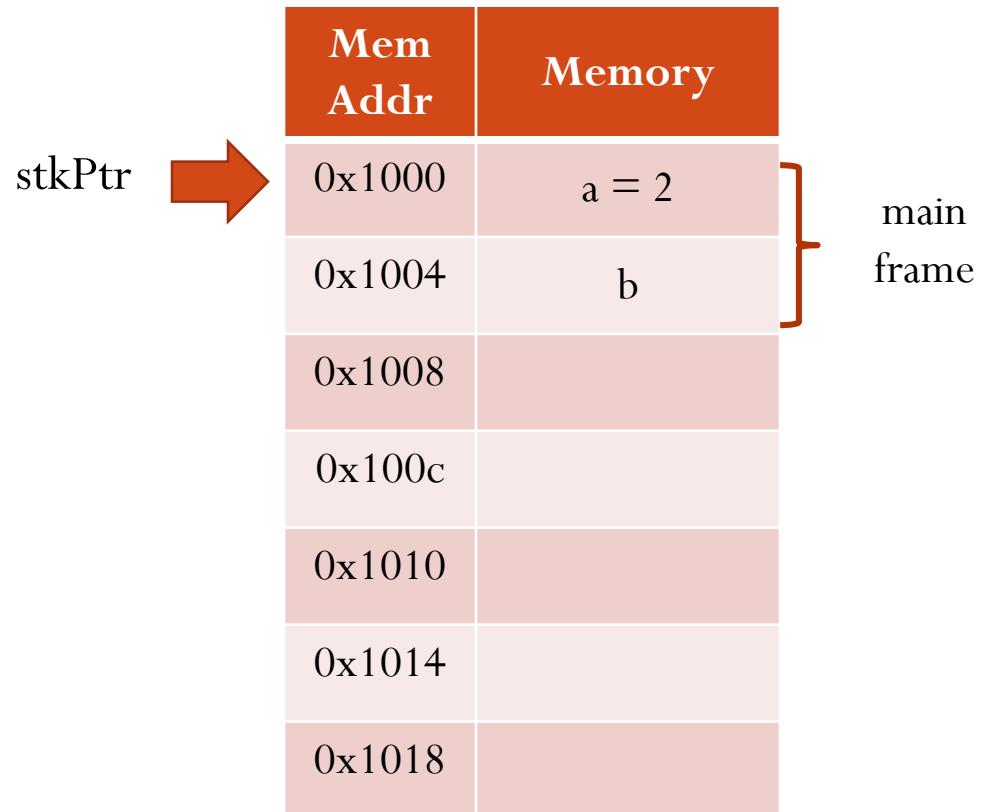 Mem
Addr
Memory
stkPtr
0x1000
a = 2
main
frame
0x1004
b
0x1008
0x100c
0x1010
0x1014
0x1018